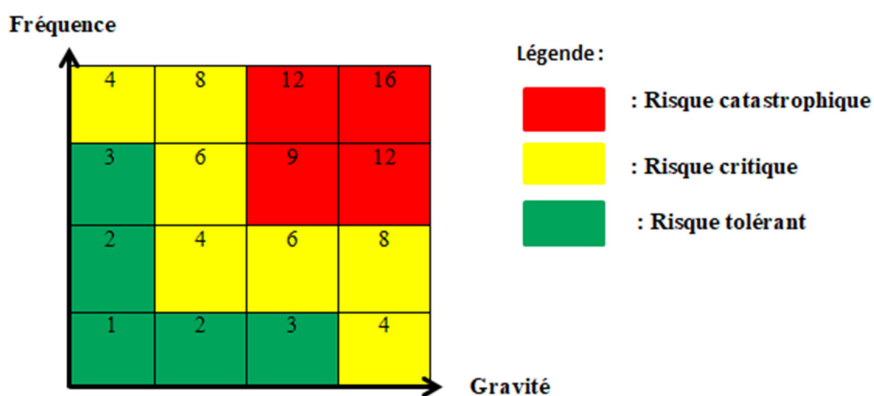 Fréquence
4 8 12 16
3 6 9 12
2 4 6 8
1 2 3 4
Gravité
Légende :
: Risque catastrophique
: Risque critique
: Risque tolérant